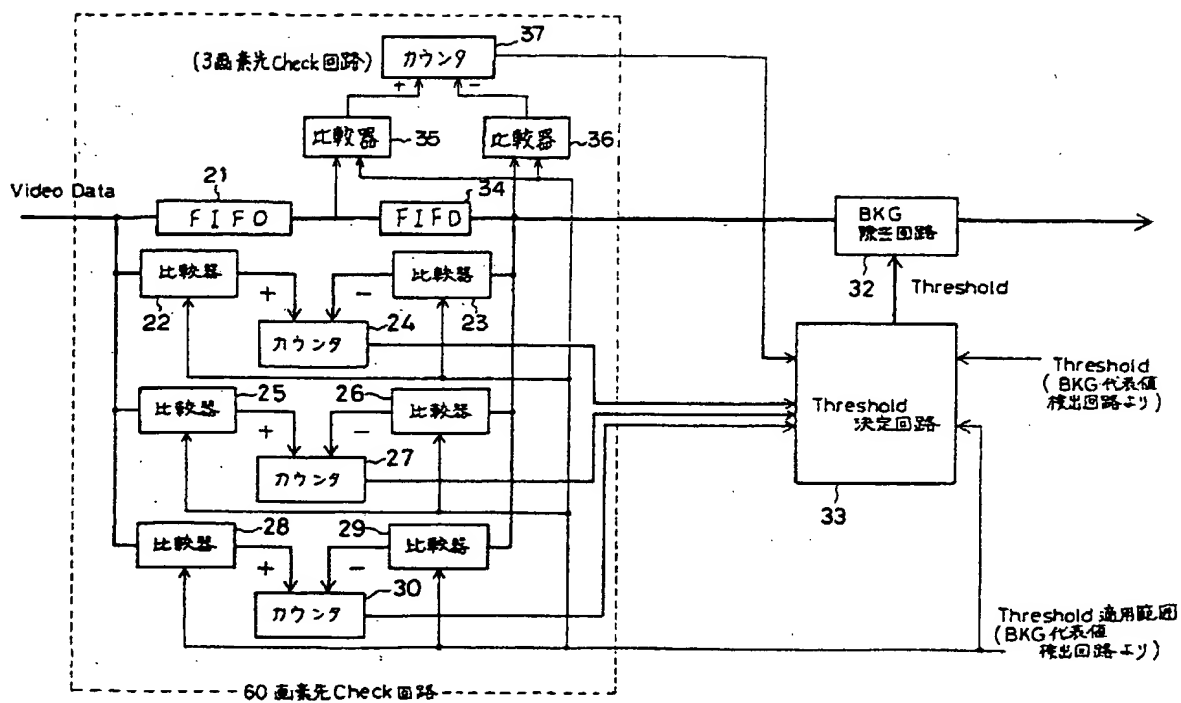 37
(3画素先Check回路)
カウンタ
+
−
比較器
35
比較器
36
Video Data
21
FIFO
34
FIFO
BKG
除去回路
32
Threshold
比較器
22
+
−
比較器
23
24
カウンタ
Threshold
(BKG代表値
検出回路より)
Threshold
決定回路
33
比較器
25
+
26
−
比較器
27
カウンタ
比較器
28
+
29
−
比較器
30
カウンタ
Threshold 適用範囲
(BKG代表値
検出回路より)
60画素先Check回路